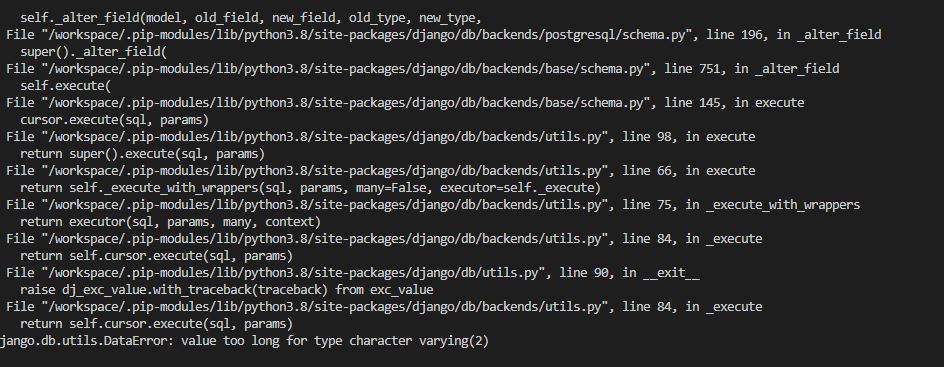 self._alter_field(model, old_field, new_field, old_type, new_type,
File "/workspace/.pip-modules/lib/python3.8/site-packages/django/db/backends/postgresql/schema.py", line 196, in _alter_field
super()._alter_field(
File "/workspace/.pip-modules/lib/python3.8/site-packages/django/db/backends/base/schema.py", line 751, in _alter_field
self.execute(
File "/workspace/.pip-modules/lib/python3.8/site-packages/django/db/backends/base/schema.py", line 145, in execute
cursor.execute(sql, params)
File "/workspace/.pip-modules/lib/python3.8/site-packages/django/db/backends/utils.py", line 98, in execute
return super().execute(sql, params)
File "/workspace/.pip-modules/lib/python3.8/site-packages/django/db/backends/utils.py", line 66, in execute
return self._execute_with_wrappers(sql, params, many=False, executor=self._execute)
File "/workspace/.pip-modules/lib/python3.8/site-packages/django/db/backends/utils.py", line 75, in _execute_with_wrappers
return executor(sql, params, many, context)
File "/workspace/.pip-modules/lib/python3.8/site-packages/django/db/backends/utils.py", line 84, in _execute
return self.cursor.execute(sql, params)
File "/workspace/.pip-modules/lib/python3.8/site-packages/django/db/utils.py", line 90, in __exit__
raise dj_exc_value.with_traceback(traceback) from exc_value
File "/workspace/.pip-modules/lib/python3.8/site-packages/django/db/backends/utils.py", line 84, in _execute
return self.cursor.execute(sql, params)
jango.db.utils.DataError: value too long for type character varying(2)